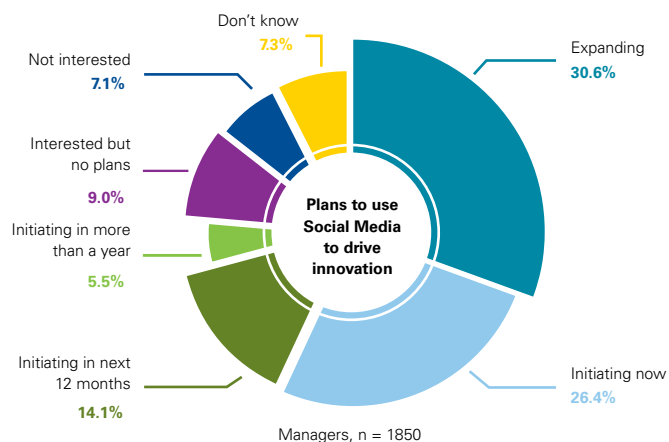 Don't know
7.3%
Expanding
30.6%
Not interested
7.1%
Interested but
no plans
9.0%
Plans to use
Social Media
to drive
innovation
Initiating in more
than a year
5.5%
Initiating in next
12 months
14.1%
Initiating now
26.4%
Managers, n = 1850